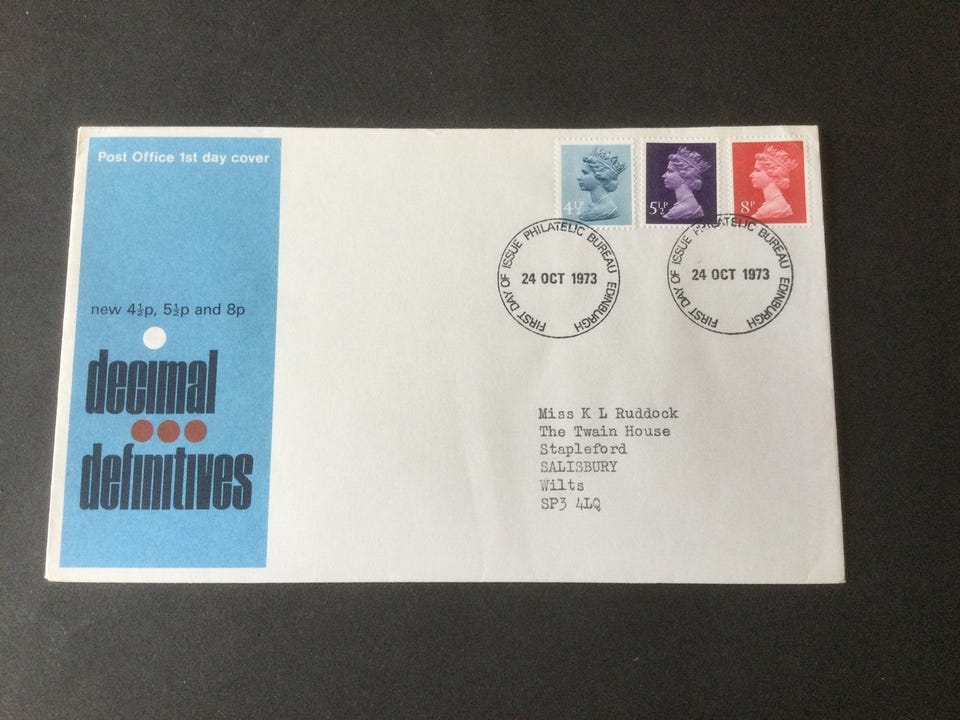 Post Office 1st day cover
new 4½p, 5½p and 8p
decimal
definitives
4½P
5½P
8P
FIRST DAY OF ISSUE PHILATELIC BUREAU EDINBURGH
24 OCT 1973
FIRST DAY OF ISSUE PHILATELIC BUREAU EDINBURGH
24 OCT 1973
Miss K L Ruddock
The Twain House
Stapleford
SALISBURY
Wilts
SP3 4LQ